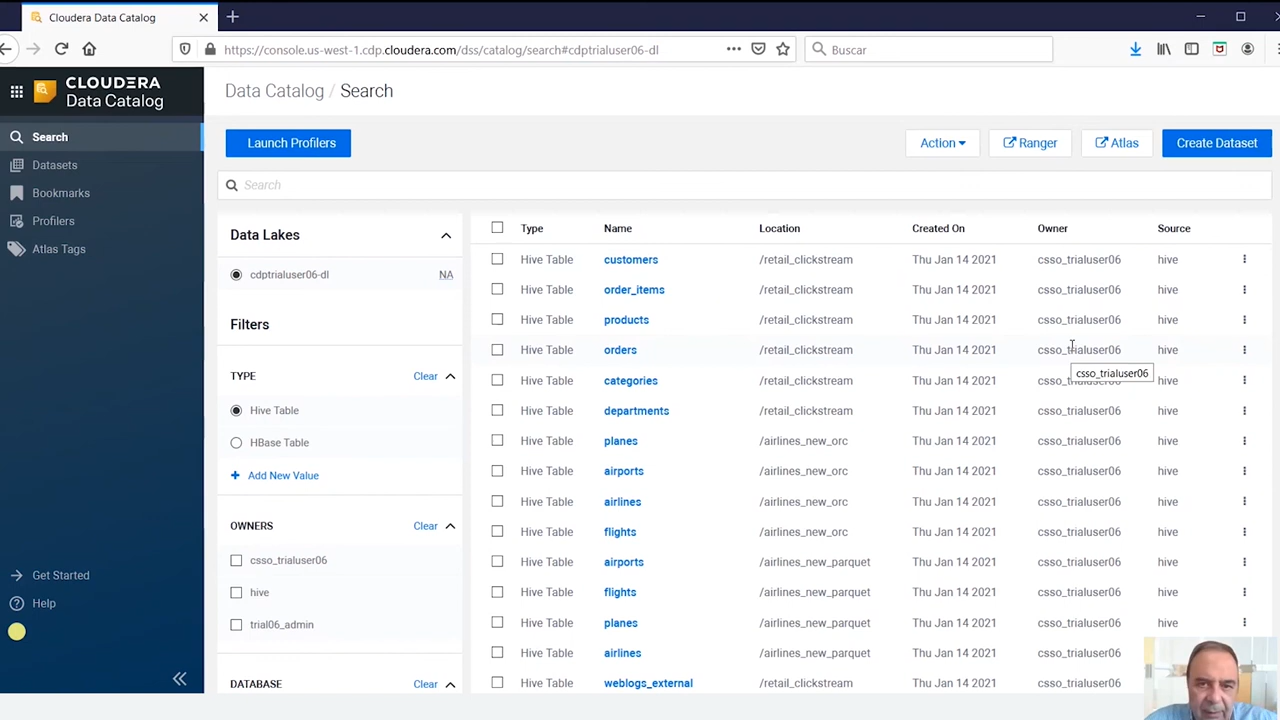 Cloudera Data Catalog
https://console.us-west-1.cdp.cloudera.com/dss/catalog/search#cdptrialuser06-dl
Buscar
CLOUDERA
Data Catalog
Search
Datasets
Bookmarks
Profilers
Atlas Tags
Get Started
Help
Data Catalog / Search
Launch Profilers
Action
Ranger
Atlas
Create Dataset
Search
Data Lakes
cdptrialuser06-dl NA
Filters
TYPE Clear
Hive Table
HBase Table
+ Add New Value
OWNERS Clear
csso_trialuser06
hive
trial06_admin
DATABASE Clear
Type Name Location Created On Owner Source
Hive Table customers /retail_clickstream Thu Jan 14 2021 csso_trialuser06 hive
Hive Table order_items /retail_clickstream Thu Jan 14 2021 csso_trialuser06 hive
Hive Table products /retail_clickstream Thu Jan 14 2021 csso_trialuser06 hive
Hive Table orders /retail_clickstream Thu Jan 14 2021 csso_trialuser06 hive
csso_trialuser06
Hive Table categories /retail_clickstream Thu Jan 14 2021 csso_trialuser06 hive
Hive Table departments /retail_clickstream Thu Jan 14 2021 csso_trialuser06 hive
Hive Table planes /airlines_new_orc Thu Jan 14 2021 csso_trialuser06 hive
Hive Table airports /airlines_new_orc Thu Jan 14 2021 csso_trialuser06 hive
Hive Table airlines /airlines_new_orc Thu Jan 14 2021 csso_trialuser06 hive
Hive Table flights /airlines_new_orc Thu Jan 14 2021 csso_trialuser06 hive
Hive Table airports /airlines_new_parquet Thu Jan 14 2021 csso_trialuser06 hive
Hive Table flights /airlines_new_parquet Thu Jan 14 2021 csso_trialuser06 hive
Hive Table planes /airlines_new_parquet Thu Jan 14 2021 csso_trialuser06 hive
Hive Table airlines /airlines_new_parquet Thu Jan 14 2021 csso_trialuser06 hive
Hive Table weblogs_external /retail_clickstream Thu Jan 14 2021 csso_trialuser06